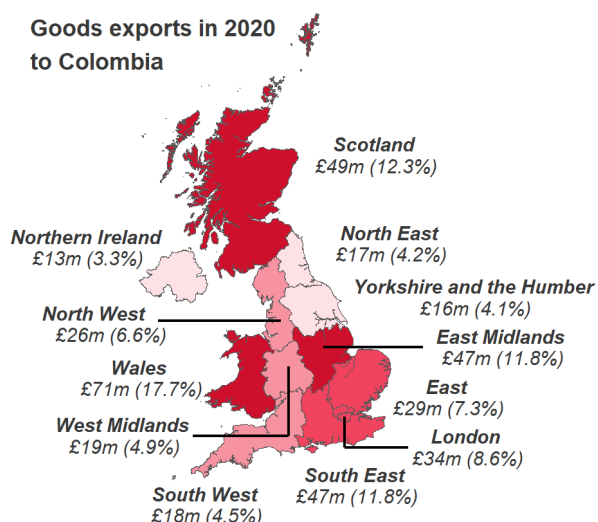 Goods exports in 2020
to Colombia
Scotland
£49m (12.3%)
Northern Ireland
£13m (3.3%)
North East
£17m (4.2%)
Yorkshire and the Humber
£16m (4.1%)
North West
£26m (6.6%)
East Midlands
£47m (11.8%)
Wales
£71m (17.7%)
East
£29m (7.3%)
West Midlands
£19m (4.9%)
London
£34m (8.6%)
South East
£47m (11.8%)
South West
£18m (4.5%)